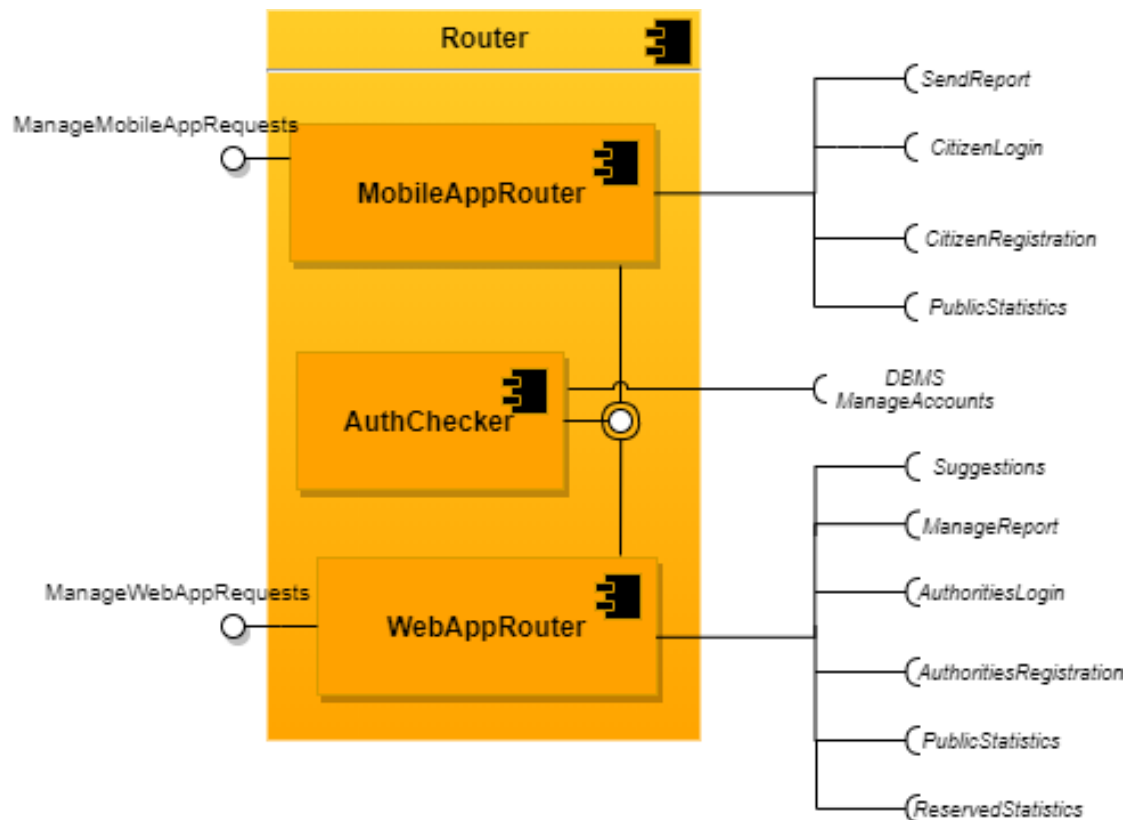 Router
ManageMobileAppRequests
MobileAppRouter
SendReport
CitizenLogin
CitizenRegistration
PublicStatistics
AuthChecker
DBMS
ManageAccounts
ManageWebAppRequests
WebAppRouter
Suggestions
ManageReport
AuthoritiesLogin
AuthoritiesRegistration
PublicStatistics
ReservedStatistics